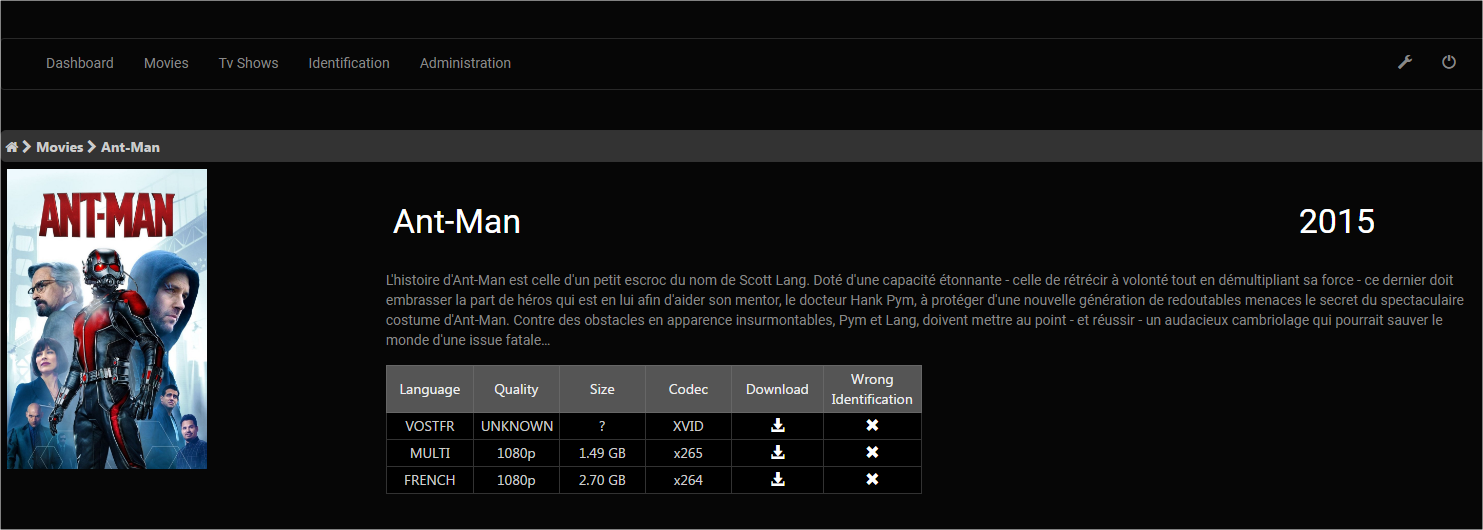 Dashboard Movies Tv Shows Identification Administration
Movies Ant-Man
ANT-MAN
Ant-Man 2015
L'histoire d'Ant-Man est celle d'un petit escroc du nom de Scott Lang. Doté d'une capacité étonnante - celle de rétrécir à volonté tout en démultipliant sa force - ce dernier doit
embrasser la part de héros qui est en lui afin d'aider son mentor, le docteur Hank Pym, à protéger d'une nouvelle génération de redoutables menaces le secret du spectaculaire
costume d'Ant-Man. Contre des obstacles en apparence insurmontables, Pym et Lang, doivent mettre au point - et réussir - un audacieux cambriolage qui pourrait sauver le
monde d'une issue fatale...
Language Quality Size Codec Download Wrong Identification
VOSTFR UNKNOWN ? XVID
MULTI 1080p 1.49 GB x265
FRENCH 1080p 2.70 GB x264